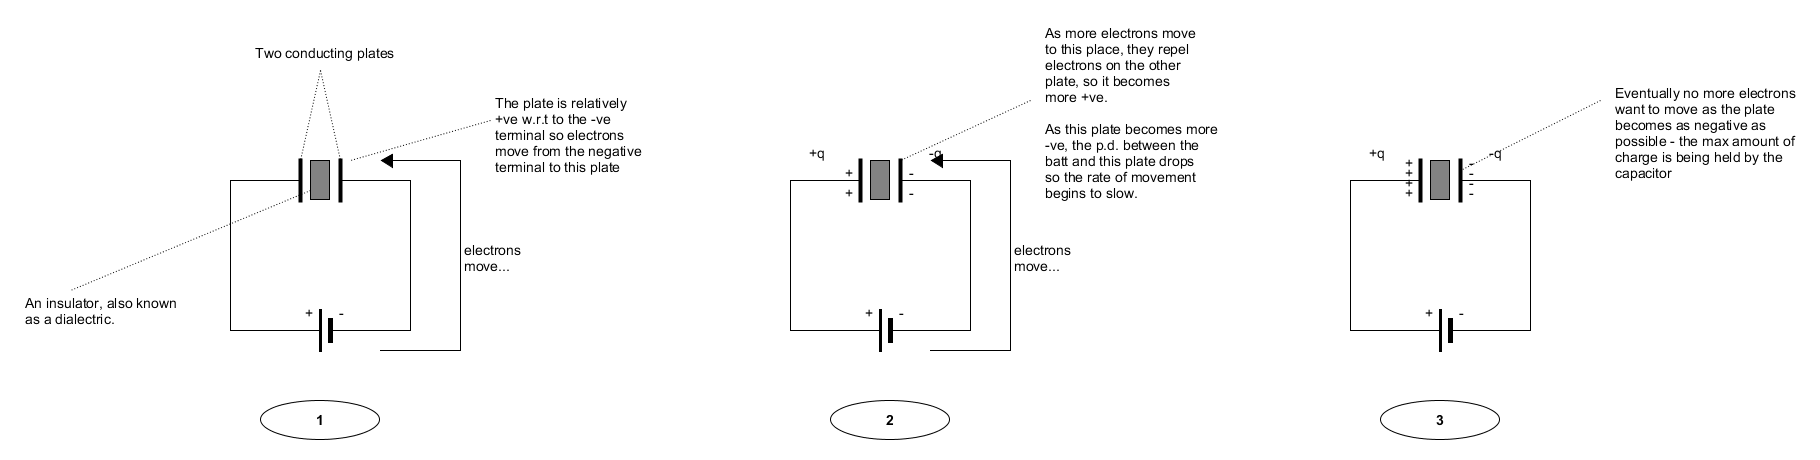 Two conducting plates
The plate is relatively
+ve w.r.t to the -ve
terminal so electrons
move from the negative
terminal to this plate
electrons
move...
An insulator, also known
as a dialectric.
+ -
1
As more electrons move
to this place, they repel
electrons on the other
plate, so it becomes
more +ve.
As this plate becomes more
-ve, the p.d. between the
batt and this plate drops
so the rate of movement
begins to slow.
+q -q
+ -
+ -
electrons
move...
+ -
2
Eventually no more electrons
want to move as the plate
becomes as negative as
possible - the max amount of
charge is being held by the
capacitor
+q -q
+ -
+ -
+ -
+ -
+ -
3